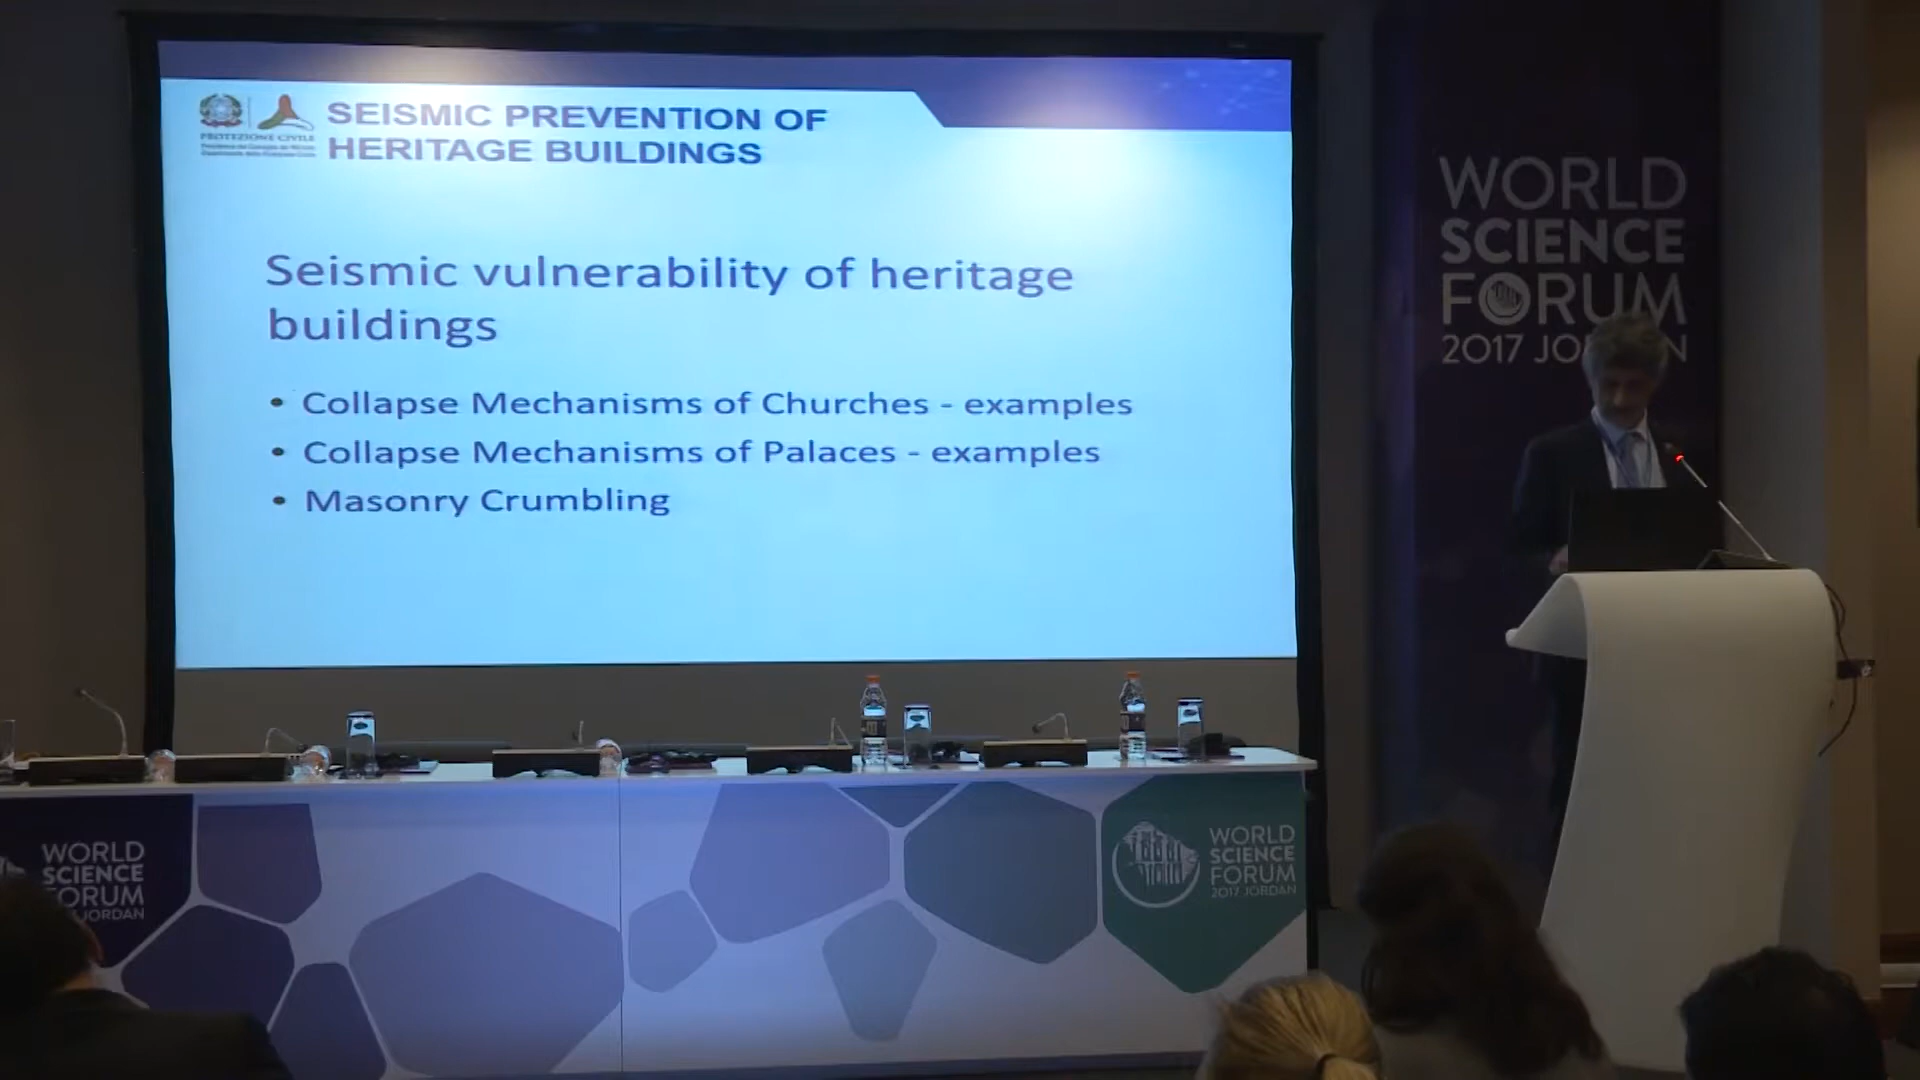 PROTEZIONE CIVILE
SEISMIC PREVENTION OF
HERITAGE BUILDINGS
Seismic vulnerability of heritage
buildings
• Collapse Mechanisms of Churches - examples
• Collapse Mechanisms of Palaces - examples
• Masonry Crumbling
WORLD
SCIENCE
FORUM
2017 JO N
WORLD
SCIENCE
FORUM
JORDAN
WORLD
SCIENCE
FORUM
2017 JORDAN